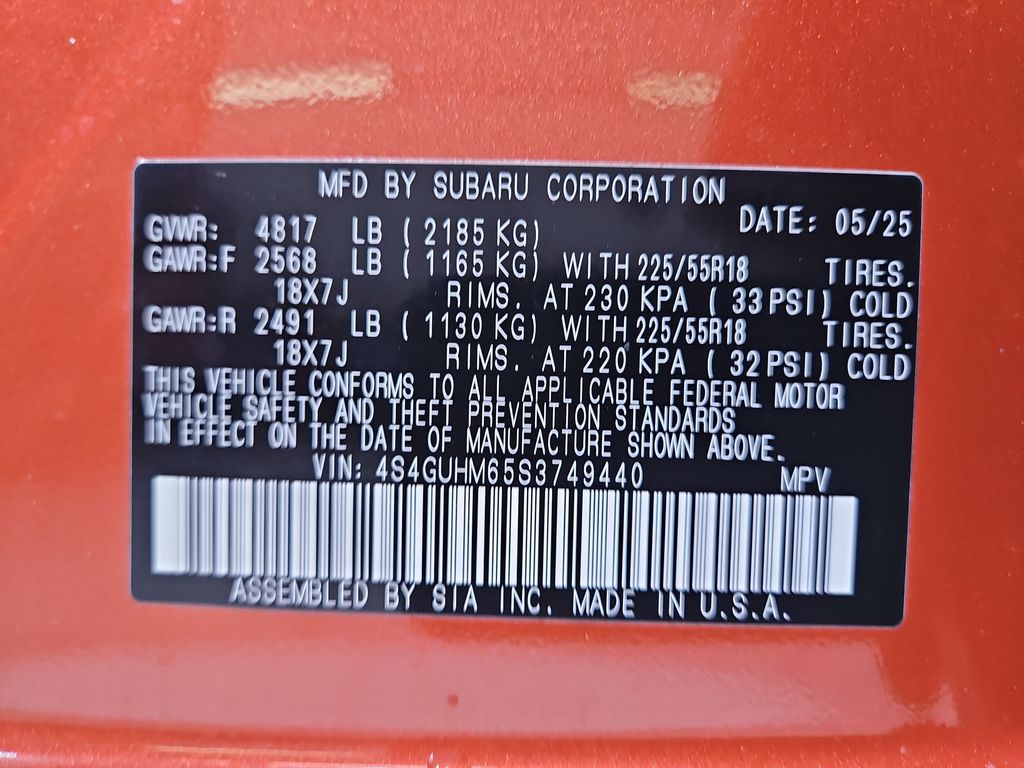 MFD BY SUBARU CORPORATION
DATE: 05/25
GVWR: 4817 LB ( 2185 KG)
GAWR:F 2568 LB ( 1165 KG) WITH 225/55R18 TIRES.
18X7J RIMS. AT 230 KPA ( 33 PSI) COLD
GAWR:R 2491 LB ( 1130 KG) WITH 225/55R18 TIRES.
18X7J RIMS. AT 220 KPA ( 32 PSI) COLD
THIS VEHICLE CONFORMS TO ALL APPLICABLE FEDERAL MOTOR
VEHICLE SAFETY AND THEFT PREVENTION STANDARDS
IN EFFECT ON THE DATE OF MANUFACTURE SHOWN ABOVE.
VIN: 4S4GUHM65S3749440 MPV
ASSEMBLED BY SIA INC. MADE IN U.S.A.